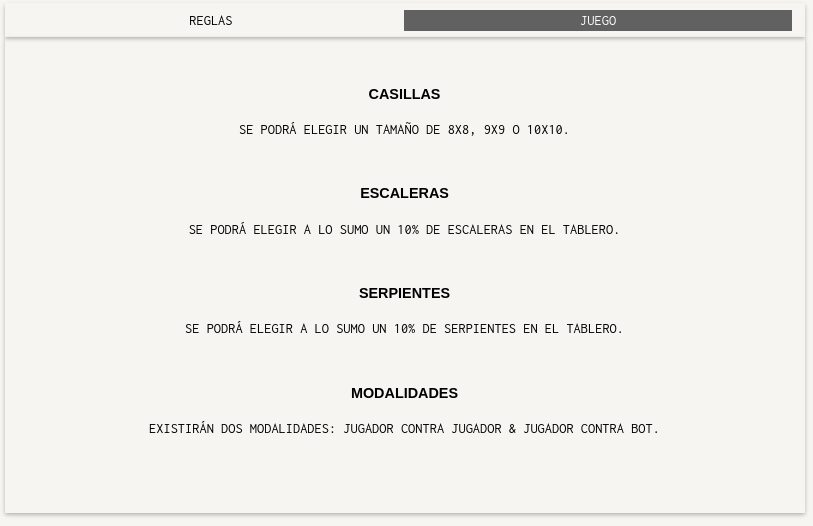 REGLAS
JUEGO
CASILLAS
SE PODRÁ ELEGIR UN TAMAÑO DE 8X8, 9X9 O 10X10.
ESCALERAS
SE PODRÁ ELEGIR A LO SUMO UN 10% DE ESCALERAS EN EL TABLERO.
SERPIENTES
SE PODRÁ ELEGIR A LO SUMO UN 10% DE SERPIENTES EN EL TABLERO.
MODALIDADES
EXISTIRÁN DOS MODALIDADES: JUGADOR CONTRA JUGADOR & JUGADOR CONTRA BOT.